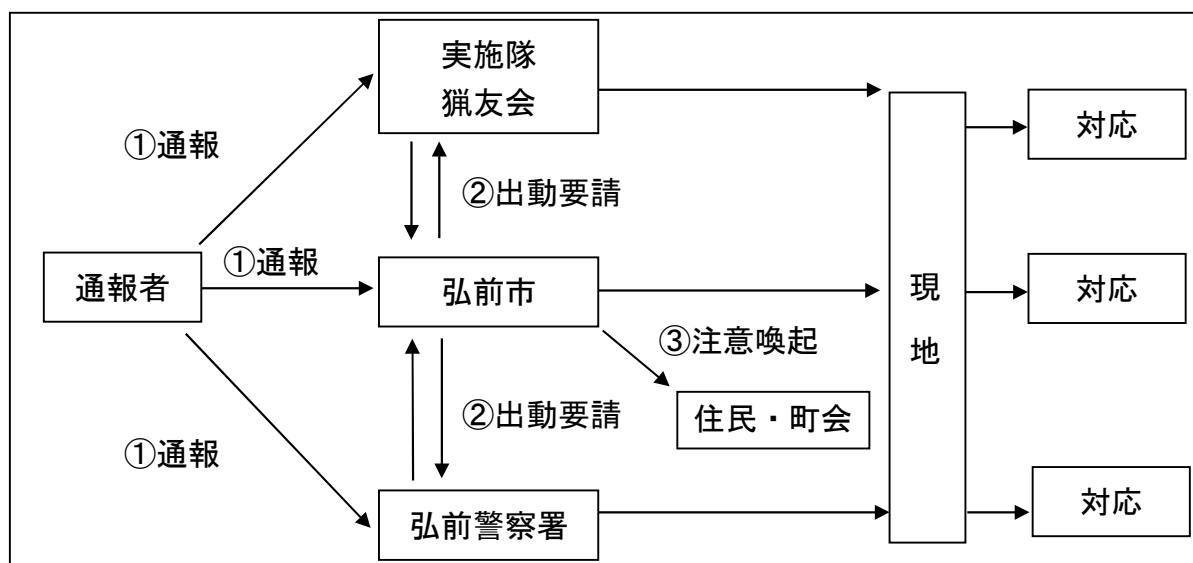 実施隊
猟友会
①通報
②出動要請
①通報
通報者
弘前市
③注意喚起
住民・町会
②出動要請
①通報
弘前警察署
現
地
対応
対応
対応